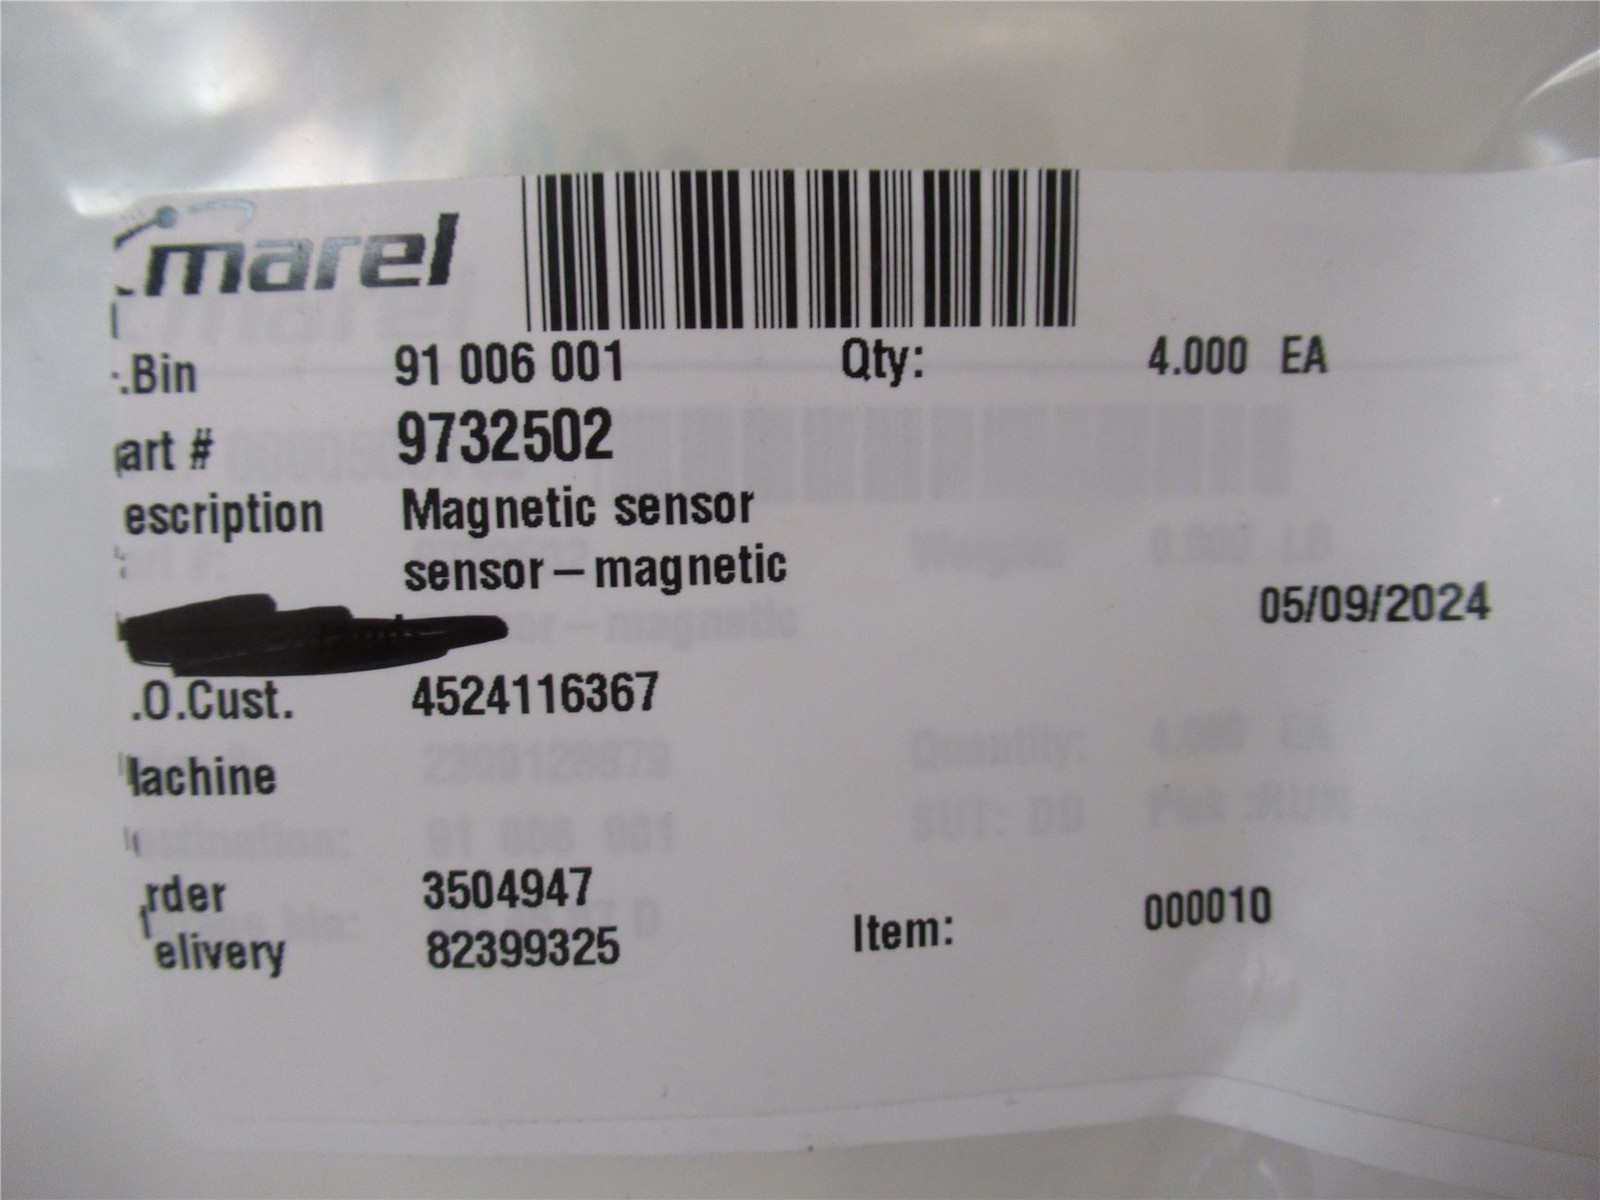 marel
.Bin 91 006 001 Qty: 4.000 EA
art # 9732502
escription Magnetic sensor
sensor–magnetic
05/09/2024
.O.Cust. 4524116367
achine
rder 3504947
elivery 82399325 Item: 000010